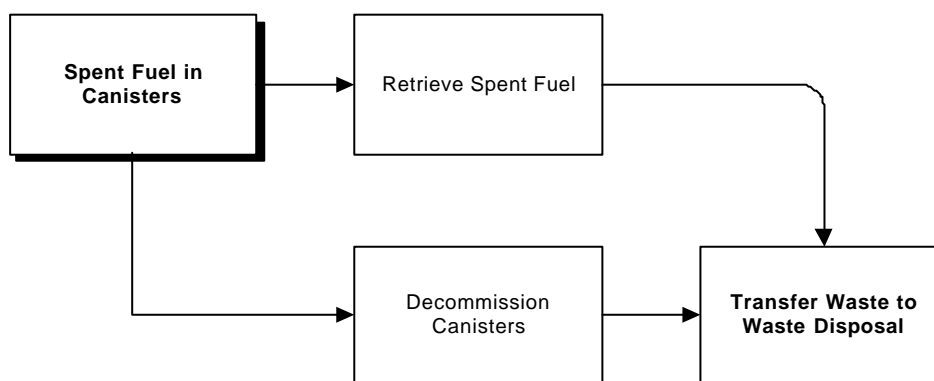 Spent Fuel in
Canisters
Retrieve Spent Fuel
Decommission
Canisters
Transfer Waste to
Waste Disposal